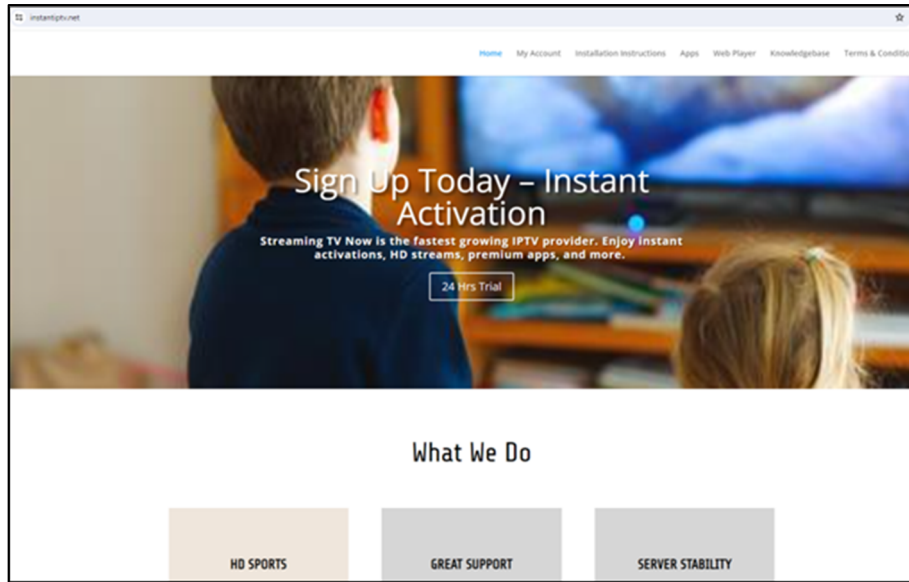 instantiptv.net
Home My Account Installation Instructions Apps Web Player Knowledgebase Terms &
Sign Up Today – Instant
Activation
Streaming TV Now is the fastest growing IPTV provider. Enjoy instant
activations, HD streams, premium apps, and more.
24 Hrs Trial
What We Do
HD SPORTS GREAT SUPPORT SERVER STABILITY